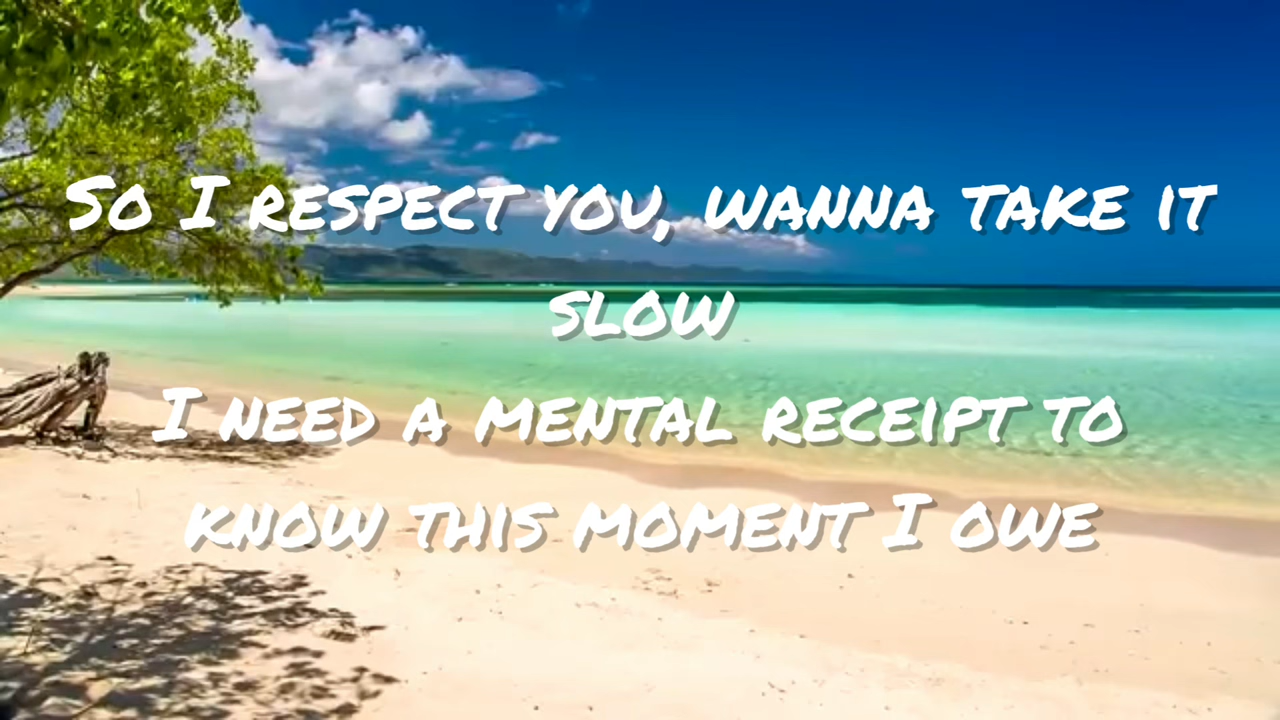 So I respect you, wanna take it
slow
I need a mental receipt to
know this moment I owe